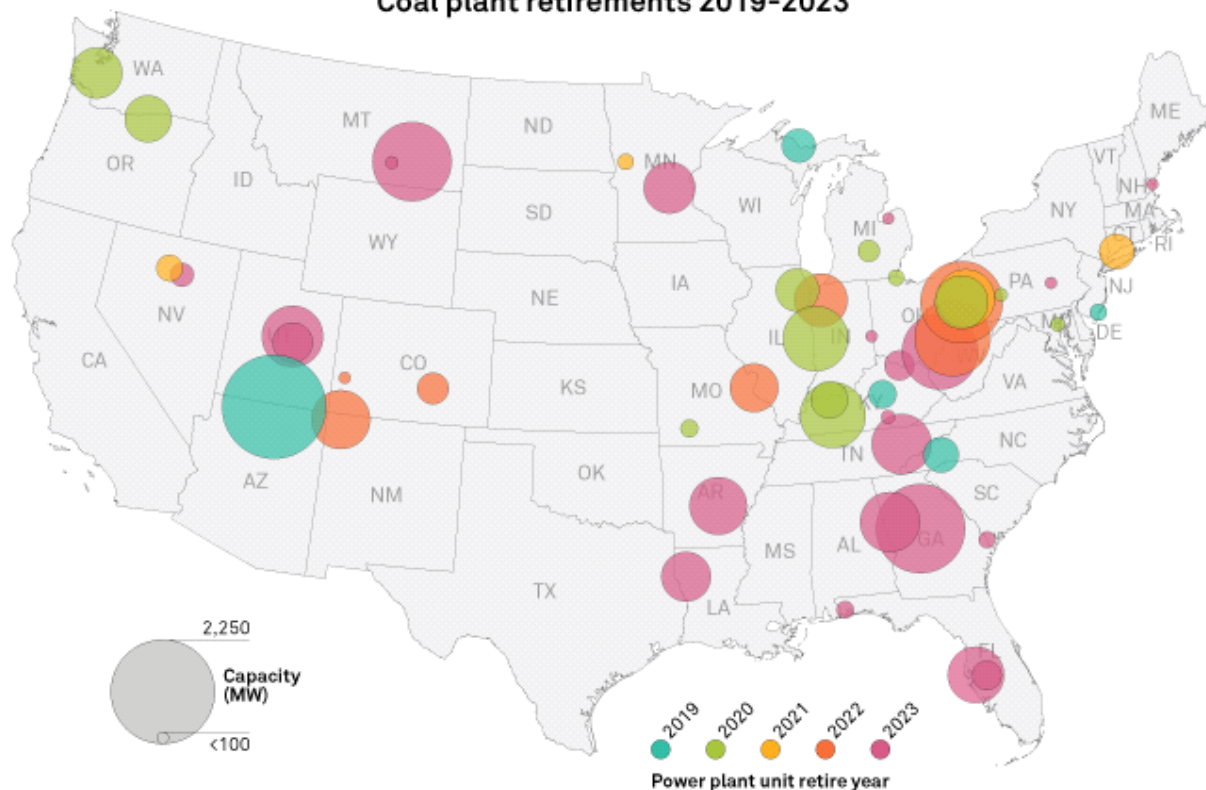 Coal plant retirements 2019-2023
WA
ME
MT
ND
VT
MN
OR
NH
ID
WI
SD
NY
MA
MI
WY
CT
RI
IA
PA
NE
NJ
NV
IL
IN
MD
DE
CO
CA
VA
KS
MO
KY
NC
TN
OK
AZ
NM
AR
SC
MS
AL
GA
TX
LA
FL
2,250
Capacity
(MW)
<100
2019
2020
2021
2022
2023
Power plant unit retire year